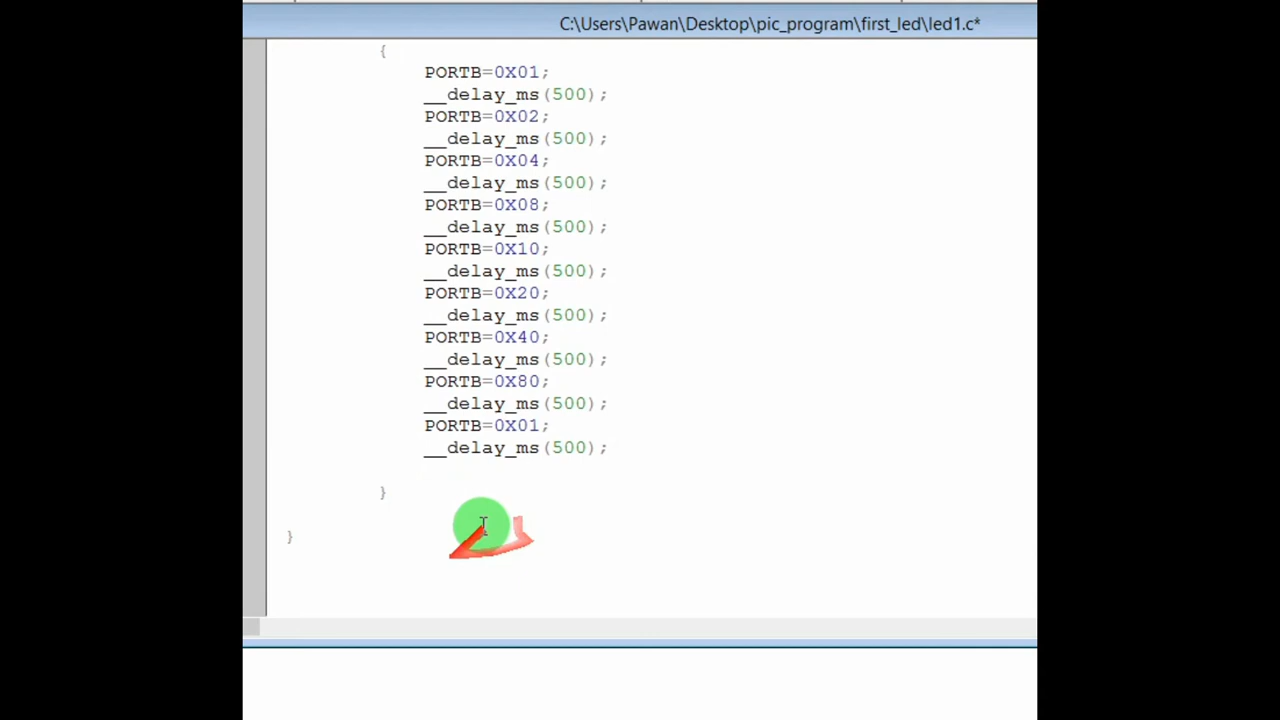 C:\Users\Pawan\Desktop\pic_program\first_led\led1.c*
{
PORTB=0X01;
__delay_ms(500);
PORTB=0X02;
__delay_ms(500);
PORTB=0X04;
__delay_ms(500);
PORTB=0X08;
__delay_ms(500);
PORTB=0X10;
__delay_ms(500);
PORTB=0X20;
__delay_ms(500);
PORTB=0X40;
__delay_ms(500);
PORTB=0X80;
__delay_ms(500);
PORTB=0X01;
__delay_ms(500);
}
}